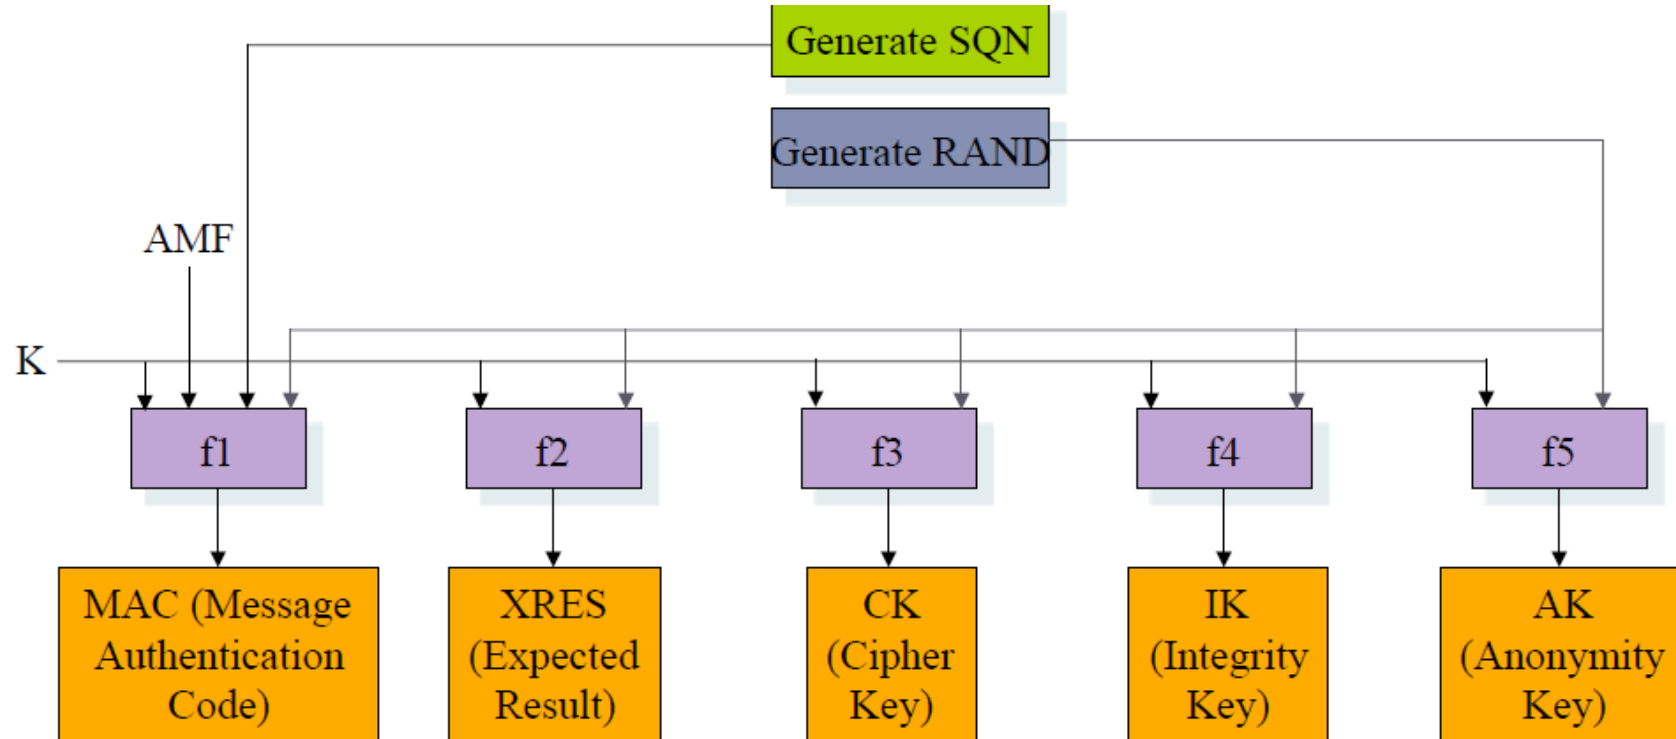 Generate SQN
Generate RAND
AMF
K
f1
f2
f3
f4
f5
MAC (Message
Authentication
Code)
XRES
(Expected
Result)
CK
(Cipher
Key)
IK
(Integrity
Key)
AK
(Anonymity
Key)